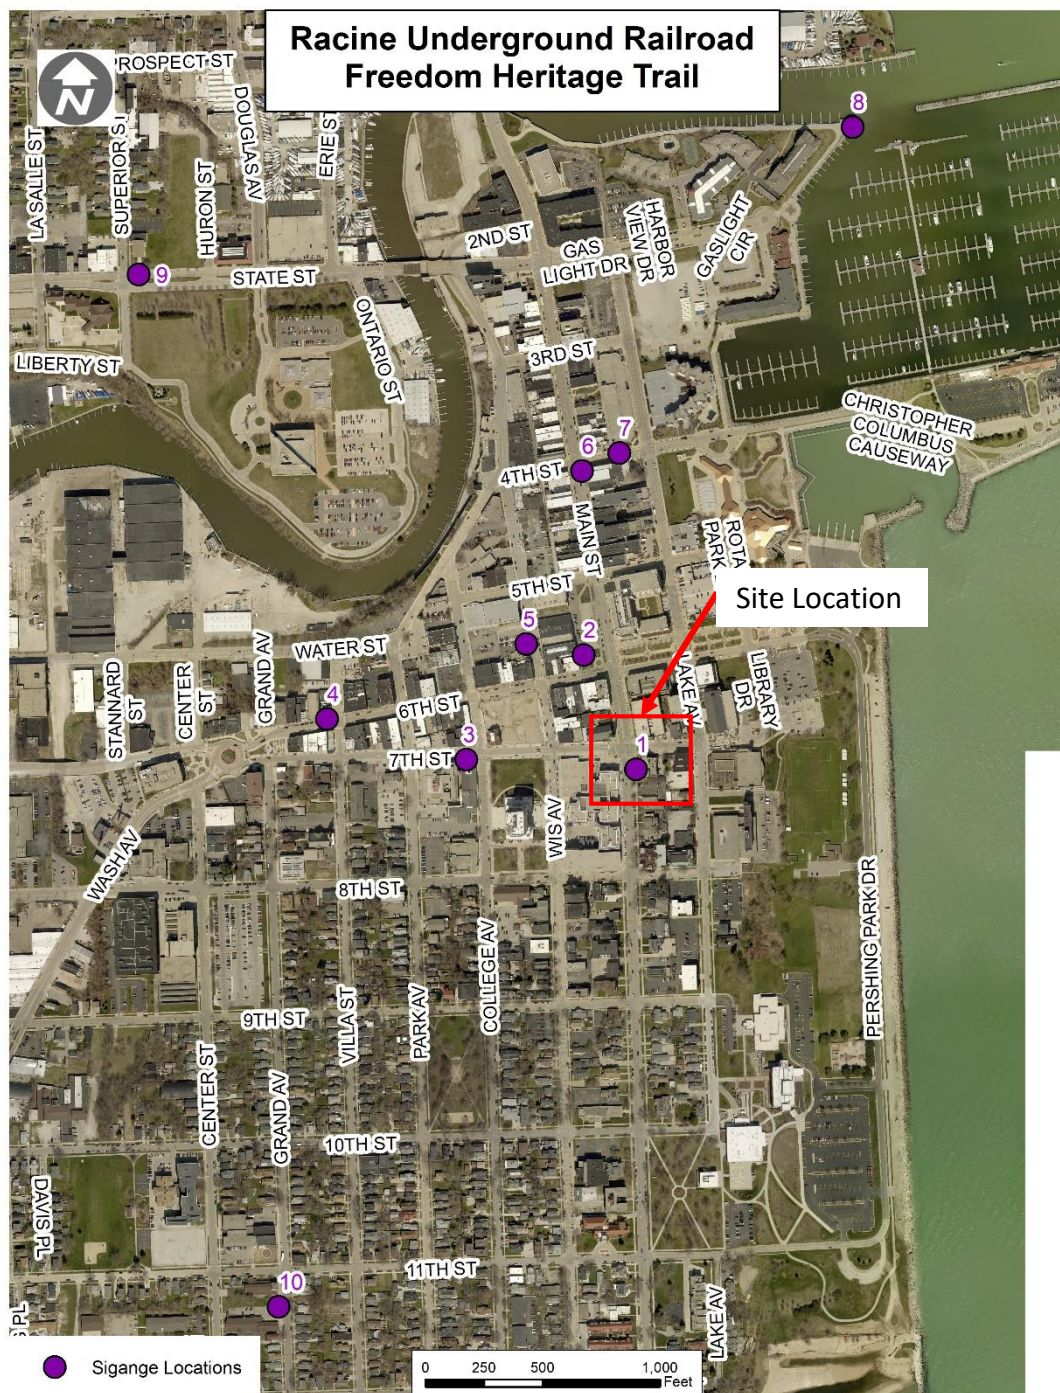 Racine Underground Railroad
Freedom Heritage Trail
N
PROSPECT ST
LASALLE ST
SUPERIOR ST
HURON ST
DOUGLAS AV
ERIE ST
8
2ND ST
GAS
LIGHT DR
HARBOR
VIEW DR
GASLIGHT
CIR
9
STATE ST
ONTARIO ST
LIBERTY ST
3RD ST
CHRISTOPHER
COLUMBUS
CAUSEWAY
7
6
4TH ST
MAIN ST
ROTA
PARK
5TH ST
Site Location
5
2
WATER ST
STANNARD
ST
CENTER
ST
GRAND AV
4
6TH ST
3
7TH ST
LAKE AV
LIBRARY
DR
1
WASH AV
WIS AV
8TH ST
PERSHING PARK DR
COLLEGE AV
9TH ST
VILLA ST
PARK AV
CENTER ST
GRAND AV
10TH ST
DAVIS PL
11TH ST
10
S PL
LAKE AV
Sigange Locations
0 250 500 1,000
Feet